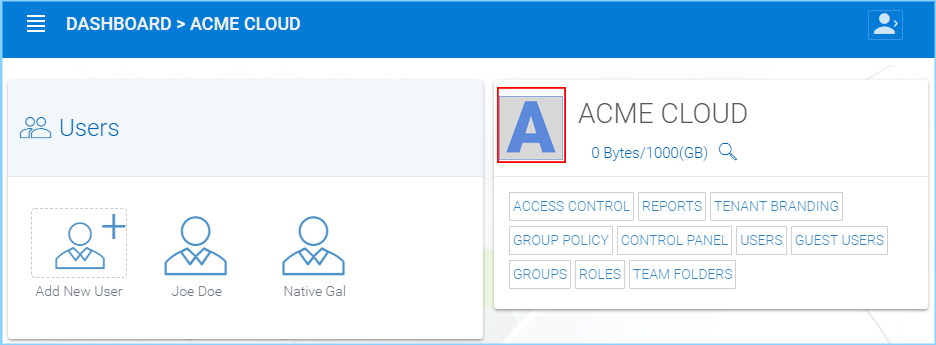 DASHBOARD > ACME CLOUD
Users
Add New User
Joe Doe
Native Gal
A
ACME CLOUD
0 Bytes/1000(GB)
ACCESS CONTROL REPORTS TENANT BRANDING
GROUP POLICY CONTROL PANEL USERS GUEST USERS
GROUPS ROLES TEAM FOLDERS